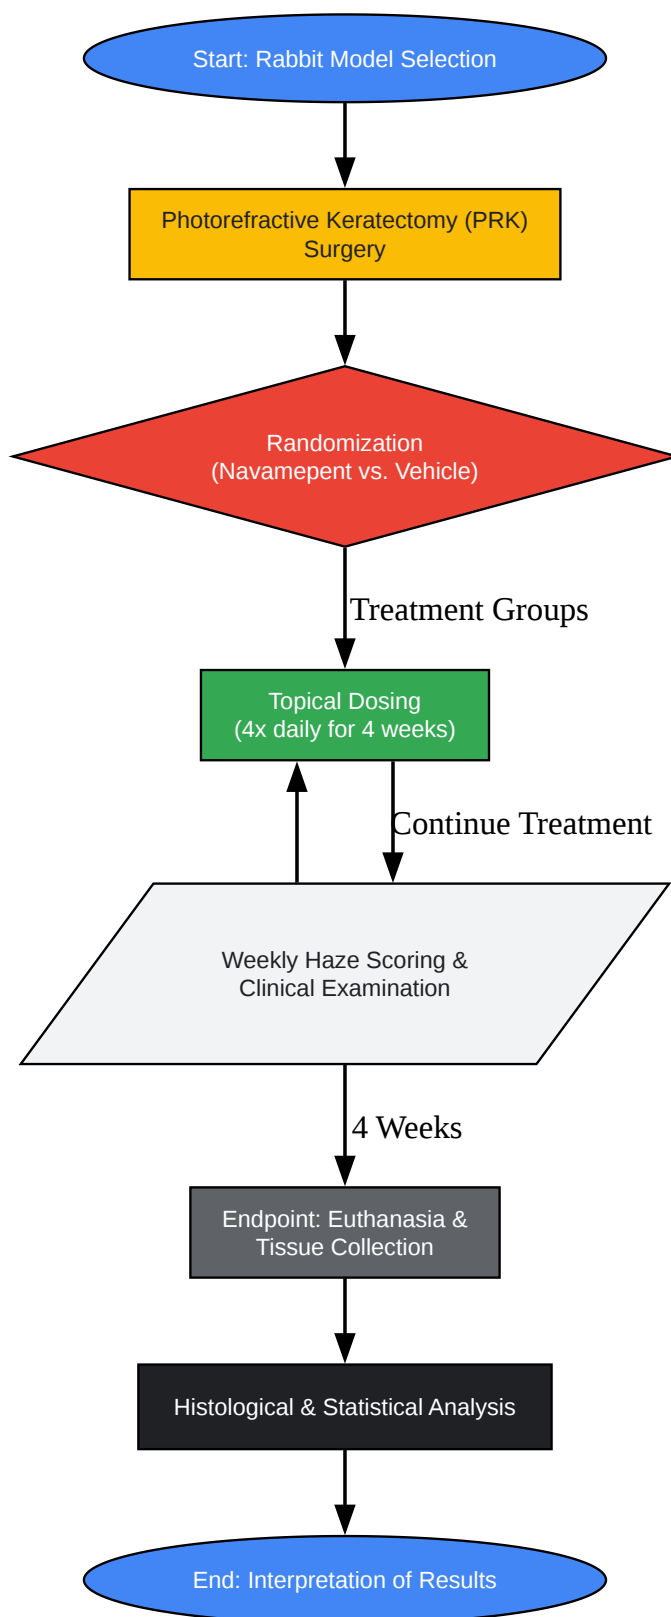 Start: Rabbit Model Selection
Photorefractive Keratectomy (PRK)
Surgery
Randomization
(Navamepent vs. Vehicle)
Treatment Groups
Topical Dosing
(4x daily for 4 weeks)
Continue Treatment
Weekly Haze Scoring &
Clinical Examination
4 Weeks
Endpoint: Euthanasia &
Tissue Collection
Histological & Statistical Analysis
End: Interpretation of Results